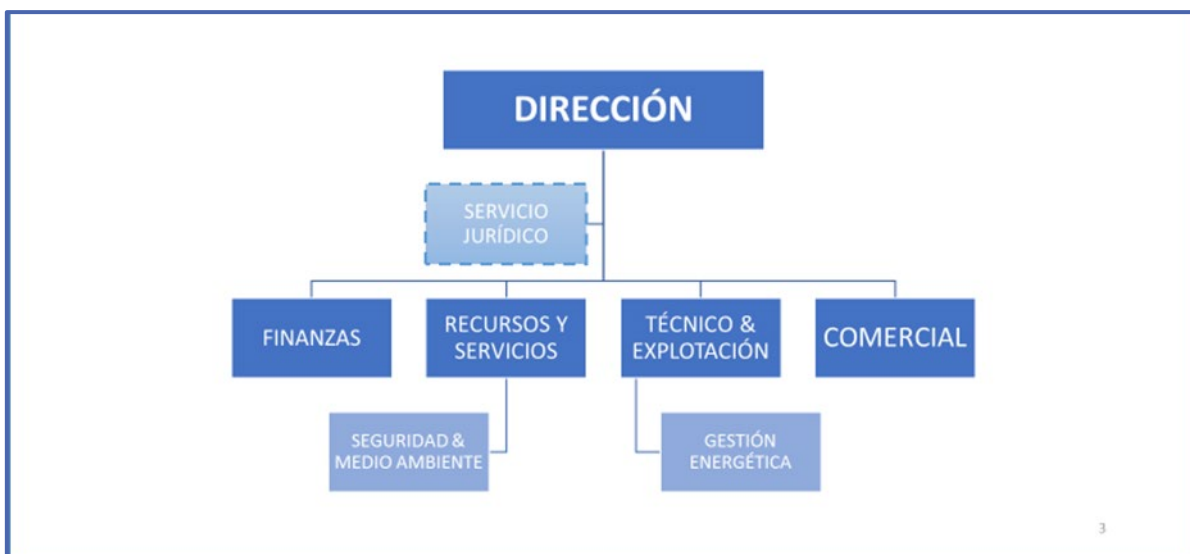 DIRECCIÓN
SERVICIO
JURÍDICO
FINANZAS
RECURSOS Y
SERVICIOS
TÉCNICO &
EXPLOTACIÓN
COMERCIAL
SEGURIDAD &
MEDIO AMBIENTE
GESTIÓN
ENERGÉTICA
3